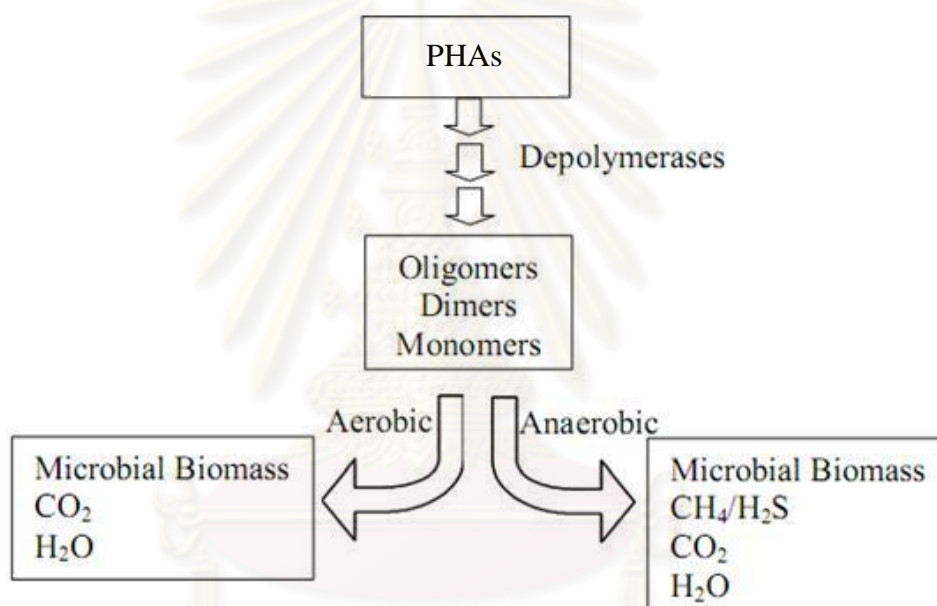 PHAs
Depolymerases
Oligomers
Dimers
Monomers
Aerobic
Anaerobic
Microbial Biomass
CO₂
H₂O
Microbial Biomass
CH₄/H₂S
CO₂
H₂O